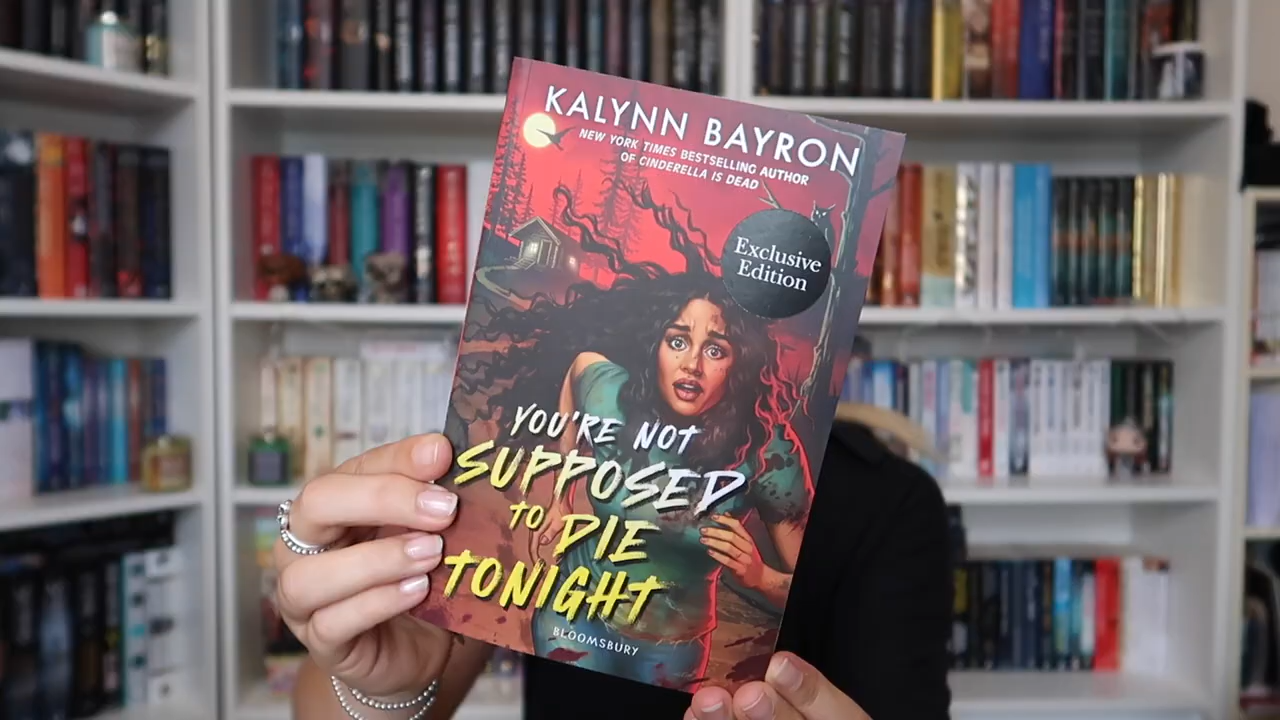 KALYNN BAYRON
NEW YORK TIMES BESTSELLING AUTHOR
OF CINDERELLA IS DEAD
Exclusive
Edition
YOU'RE NOT
SUPPOSED
TO DIE
TONIGHT
BLOOMSBURY